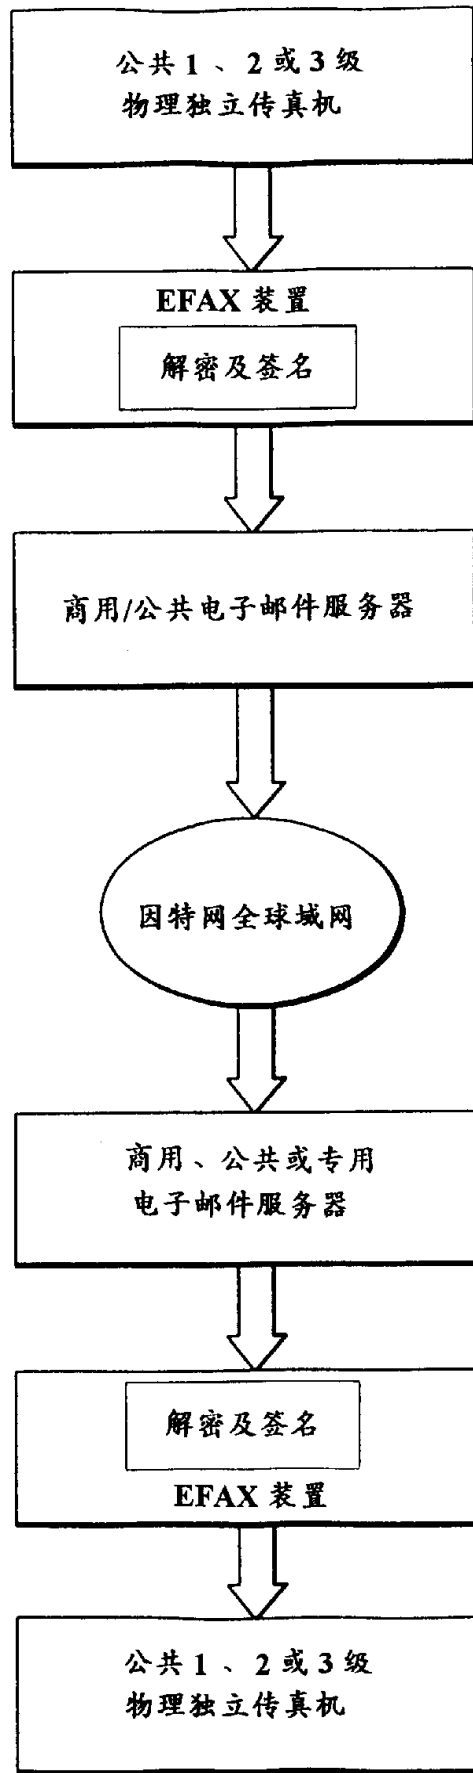 公共1、2或3级
物理独立传真机
EFAX 装置
解密及签名
商用/公共电子邮件服务器
因特网全球域网
商用、公共或专用
电子邮件服务器
解密及签名
EFAX 装置
公共1、2或3级
物理独立传真机